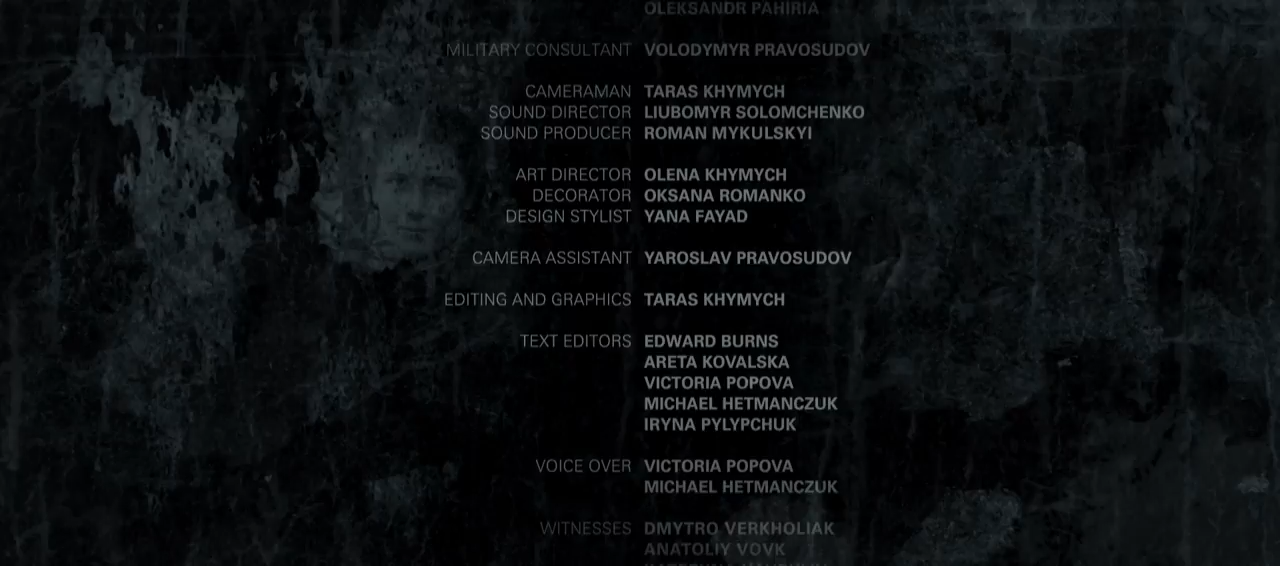 OLEKSANDR PAHIRIA
MILITARY CONSULTANT VOLODYMYR PRAVOSUDOV
CAMERAMAN TARAS KHYMYCH
SOUND DIRECTOR LIUBOMYR SOLOMCHENKO
SOUND PRODUCER ROMAN MYKULSKYI
ART DIRECTOR OLENA KHYMYCH
DECORATOR OKSANA ROMANKO
DESIGN STYLIST YANA FAYAD
CAMERA ASSISTANT YAROSLAV PRAVOSUDOV
EDITING AND GRAPHICS TARAS KHYMYCH
TEXT EDITORS EDWARD BURNS
ARETA KOVALSKA
VICTORIA POPOVA
MICHAEL HETMANCZUK
IRYNA PYLYPCHUK
VOICE OVER VICTORIA POPOVA
MICHAEL HETMANCZUK
WITNESSES DMYTRO VERKHOLIAK
ANATOLIY VOVK